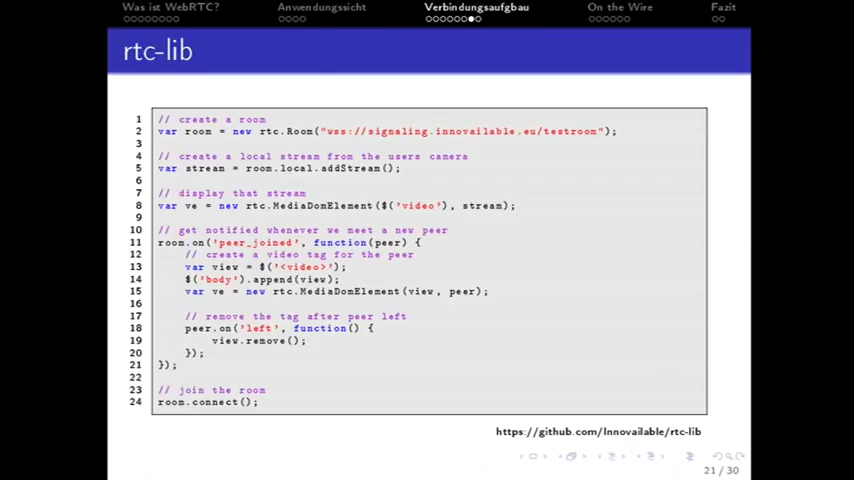 Was ist WebRTC? Anwendungssicht Verbindungsaufbau On the Wire Fazit
rtc-lib
1 // create a room
2 var room = new rtc.Room("wss://signaling.innovailable.eu/testroom");
3
4 // create a local stream from the users camera
5 var stream = room.local.addStream();
6
7 // display that stream
8 var ve = new rtc.MediaDomElement($('video'), stream);
9
10 // get notified whenever we meet a new peer
11 room.on('peer_joined', function(peer) {
12 // create a video tag for the peer
13 var view = $('<video>');
14 $('body').append(view);
15 var ve = new rtc.MediaDomElement(view, peer);
16
17 // remove the tag after peer left
18 peer.on('left', function() {
19 view.remove();
20 });
21 });
22
23 // join the room
24 room.connect();
https://github.com/Innovailable/rtc-lib
21 / 30